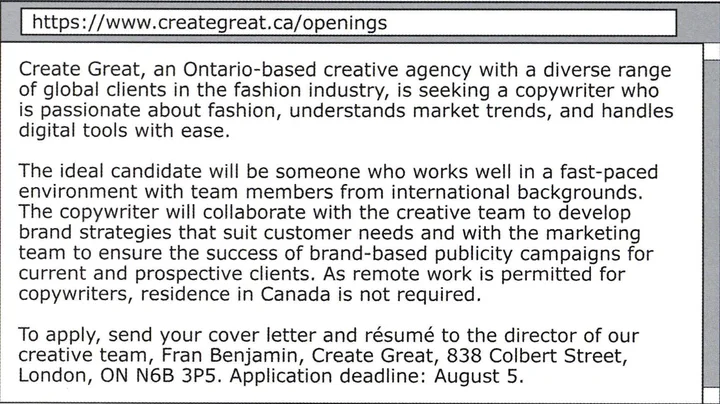 https://www.creategreat.ca/openings
Create Great, an Ontario-based creative agency with a diverse range
of global clients in the fashion industry, is seeking a copywriter who
is passionate about fashion, understands market trends, and handles
digital tools with ease.
The ideal candidate will be someone who works well in a fast-paced
environment with team members from international backgrounds.
The copywriter will collaborate with the creative team to develop
brand strategies that suit customer needs and with the marketing
team to ensure the success of brand-based publicity campaigns for
current and prospective clients. As remote work is permitted for
copywriters, residence in Canada is not required.
To apply, send your cover letter and résumé to the director of our
creative team, Fran Benjamin, Create Great, 838 Colbert Street,
London, ON N6B 3P5. Application deadline: August 5.